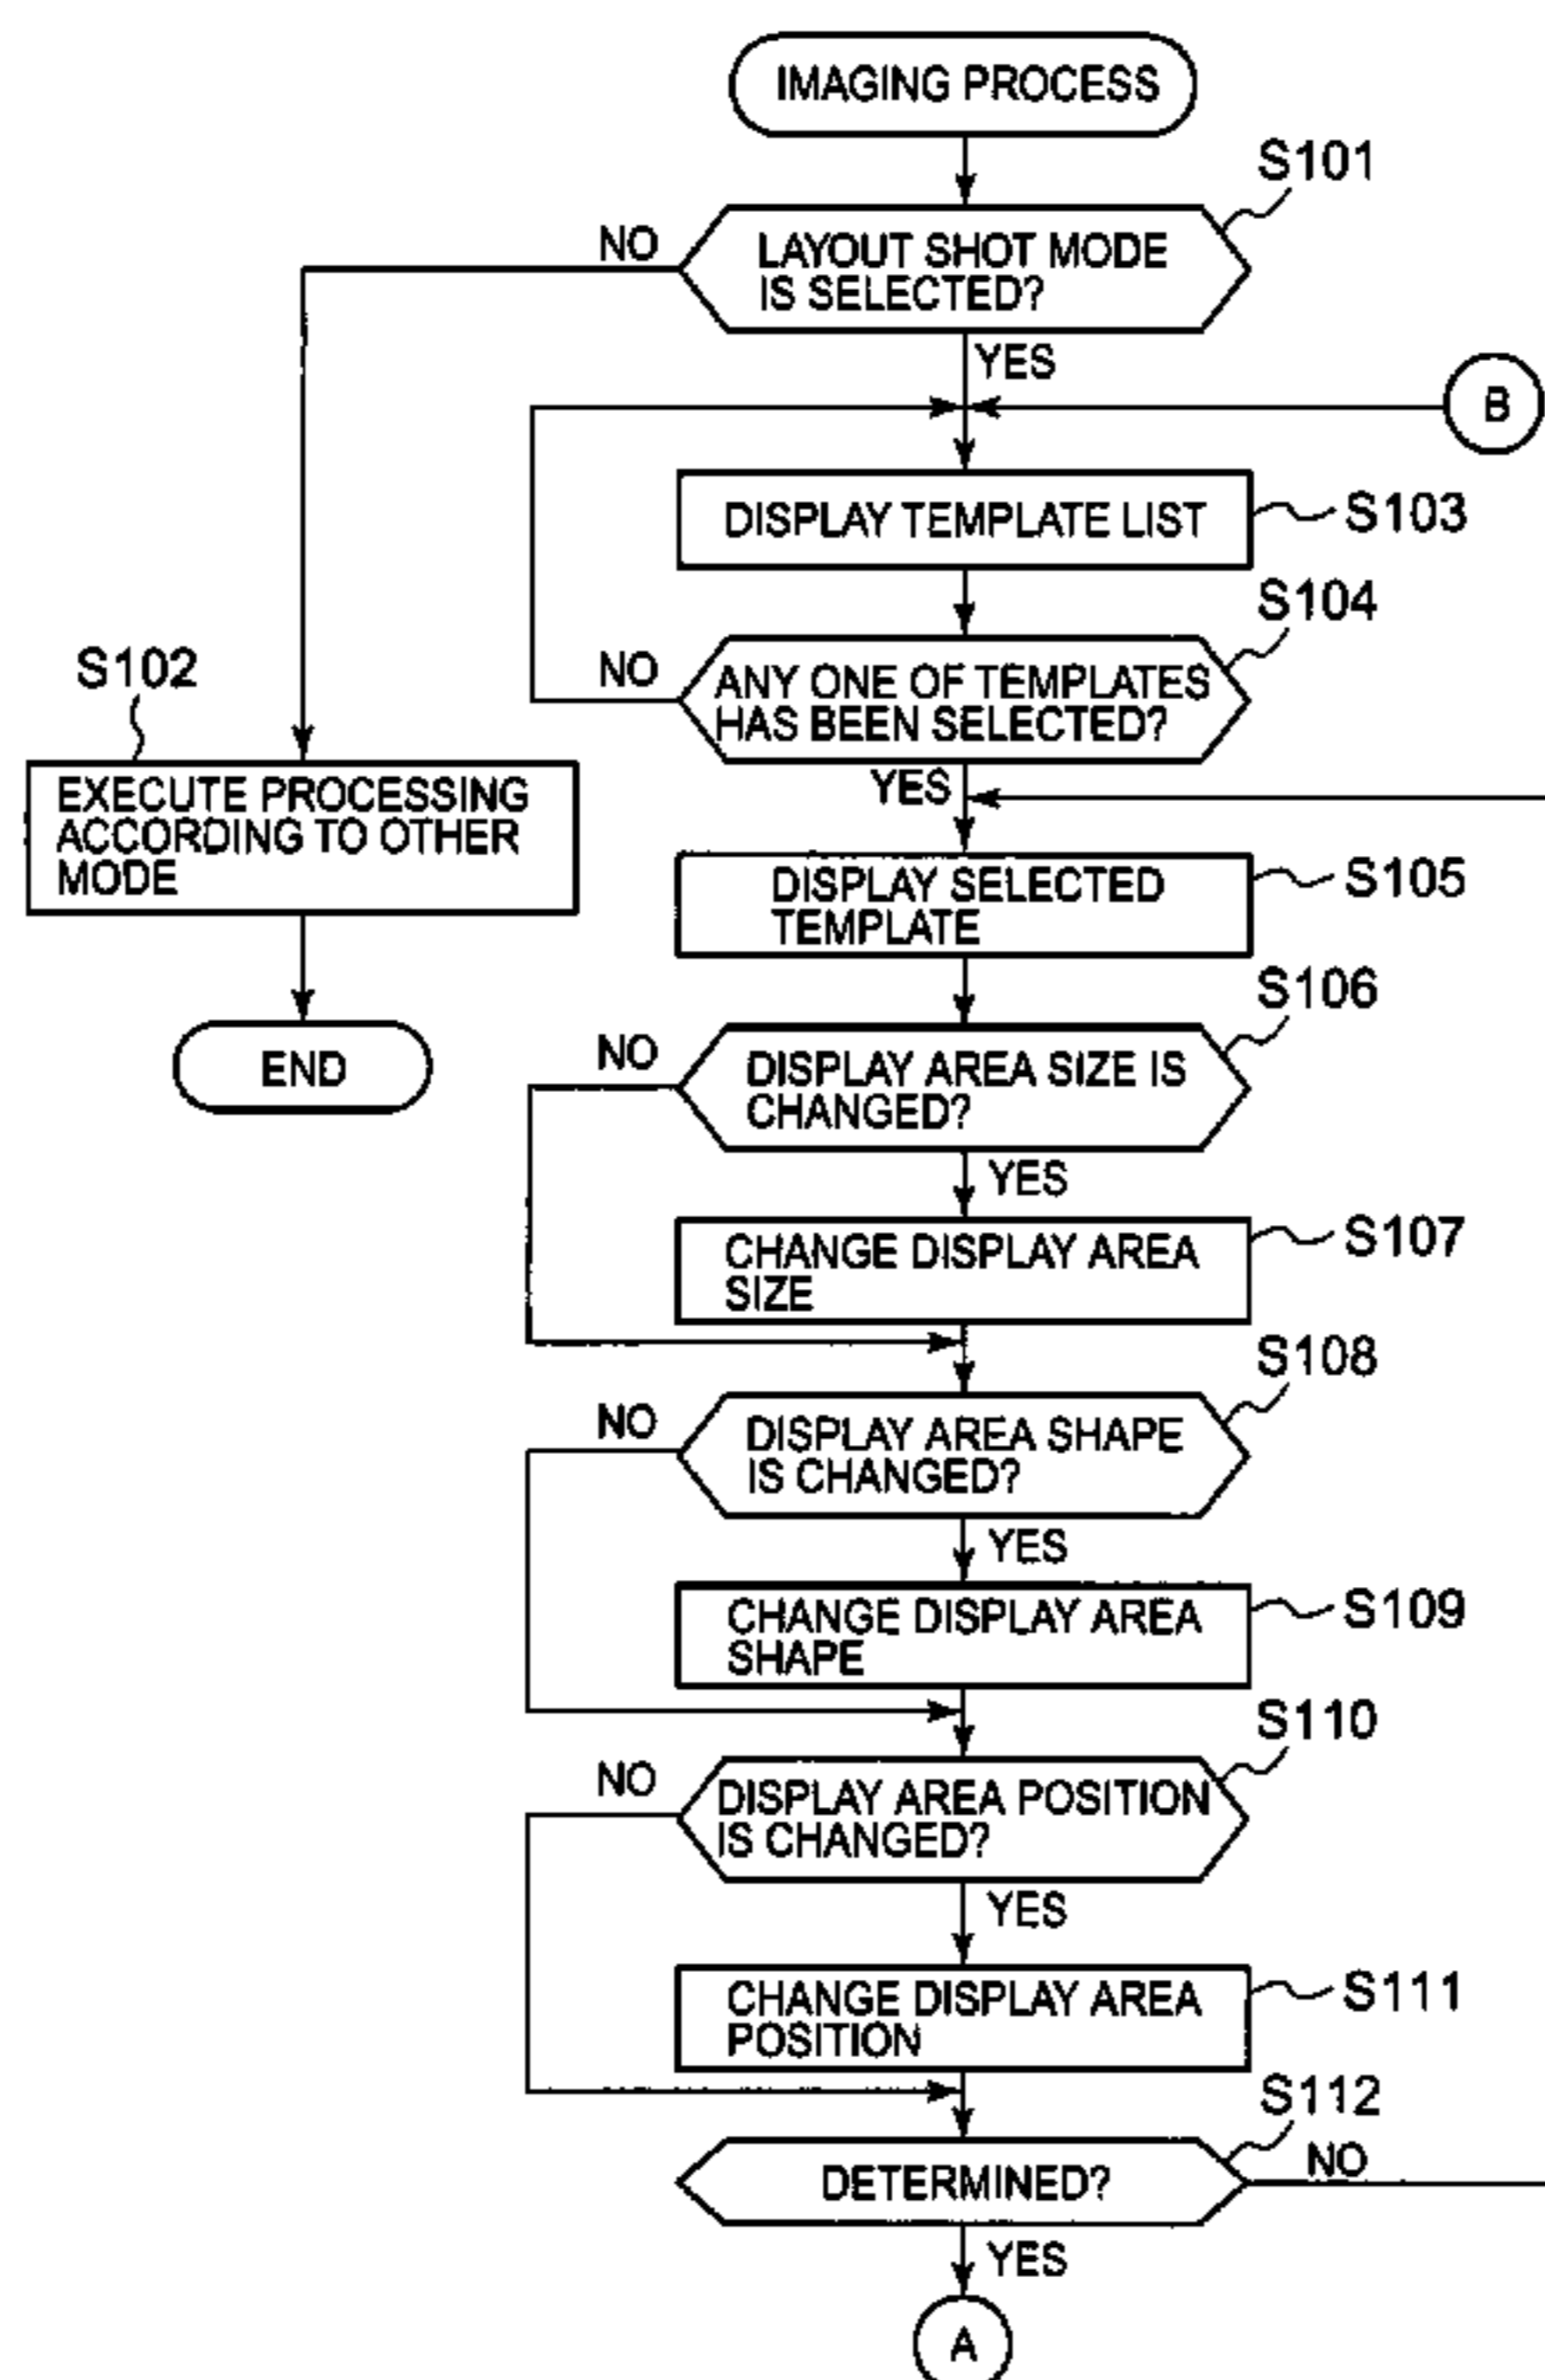 IMAGING PROCESS
S101
NO
LAYOUT SHOT MODE
IS SELECTED?
YES
B
DISPLAY TEMPLATE LIST
S103
S104
NO
ANY ONE OF TEMPLATES
HAS BEEN SELECTED?
S102
YES
EXECUTE PROCESSING
ACCORDING TO OTHER
MODE
DISPLAY SELECTED
TEMPLATE
S105
S106
END
NO
DISPLAY AREA SIZE IS
CHANGED?
YES
CHANGE DISPLAY AREA
SIZE
S107
S108
NO
DISPLAY AREA SHAPE
IS CHANGED?
YES
CHANGE DISPLAY AREA
SHAPE
S109
S110
NO
DISPLAY AREA POSITION
IS CHANGED?
YES
CHANGE DISPLAY AREA
POSITION
S111
S112
DETERMINED?
NO
YES
A